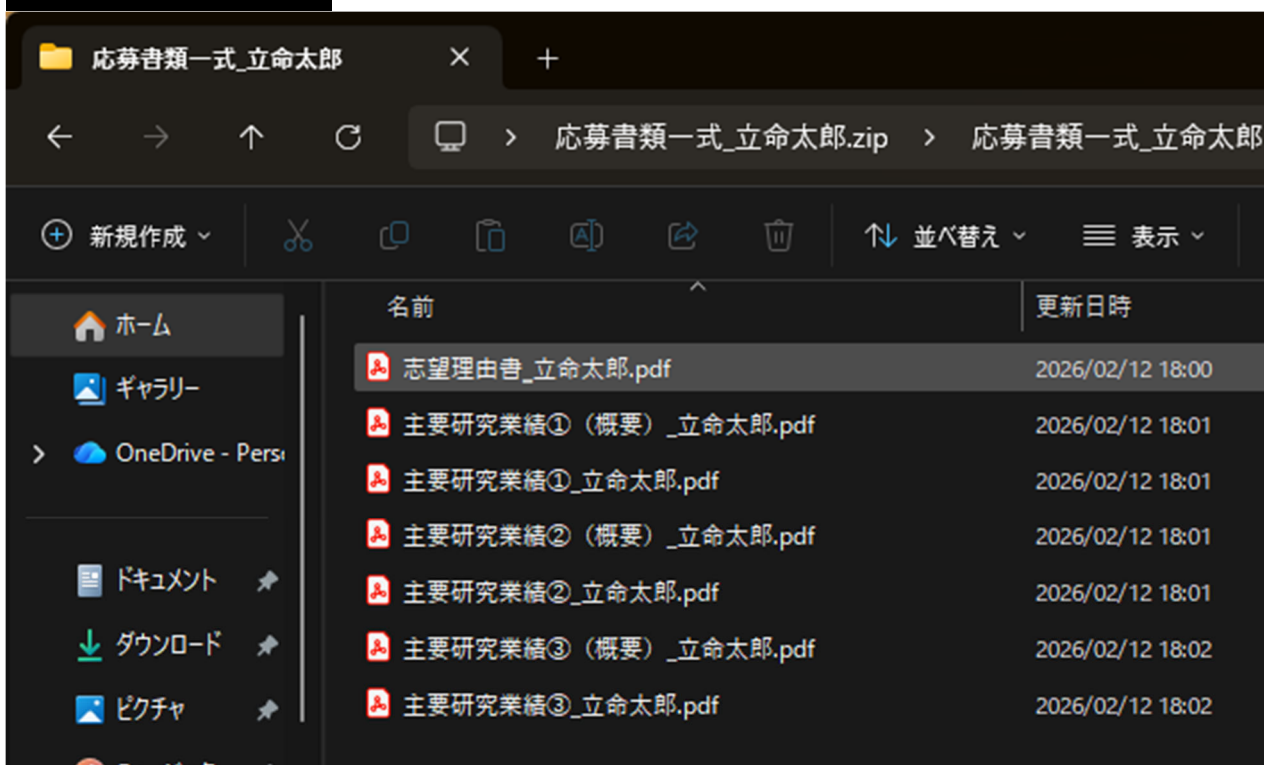 応募書類一式_立命太郎
応募書類一式_立命太郎.zip > 応募書類一式_立命太郎
新規作成 並べ替え 表示
名前 更新日時
ホーム
ギャラリー
OneDrive - Perso
ドキュメント
ダウンロード
ピクチャ
志望理由書_立命太郎.pdf 2026/02/12 18:00
主要研究業績①（概要）_立命太郎.pdf 2026/02/12 18:01
主要研究業績①_立命太郎.pdf 2026/02/12 18:01
主要研究業績②（概要）_立命太郎.pdf 2026/02/12 18:01
主要研究業績②_立命太郎.pdf 2026/02/12 18:01
主要研究業績③（概要）_立命太郎.pdf 2026/02/12 18:02
主要研究業績③_立命太郎.pdf 2026/02/12 18:02